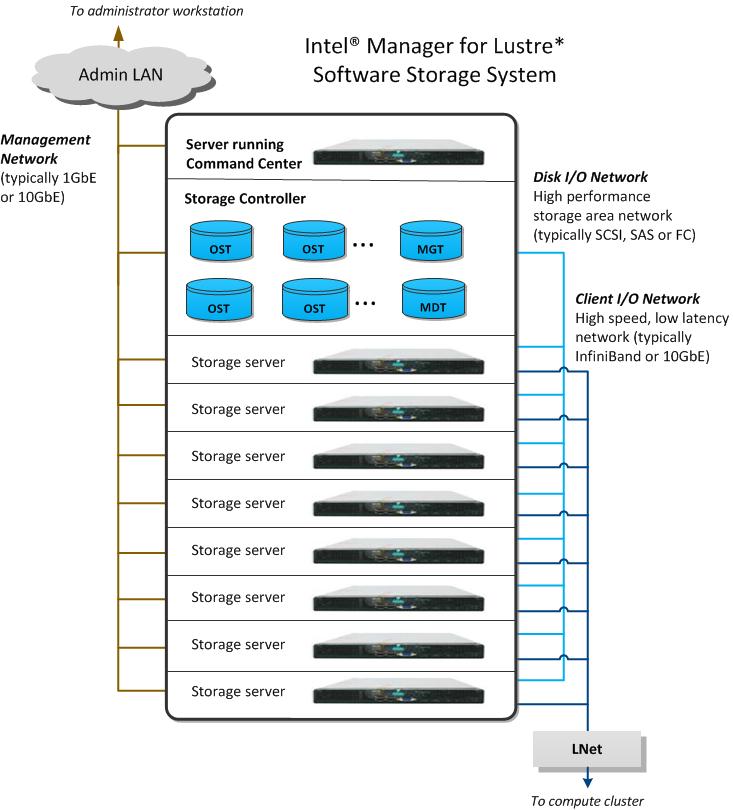 To administrator workstation
Intel® Manager for Lustre*
Software Storage System
Admin LAN
Management
Network
(typically 1GbE
or 10GbE)
Server running
Command Center
Storage Controller
OST
OST
...
MGT
OST
OST
...
MDT
Disk I/O Network
High performance
storage area network
(typically SCSI, SAS or FC)
Client I/O Network
High speed, low latency
network (typically
InfiniBand or 10GbE)
Storage server
Storage server
Storage server
Storage server
Storage server
Storage server
Storage server
Storage server
LNet
To compute cluster